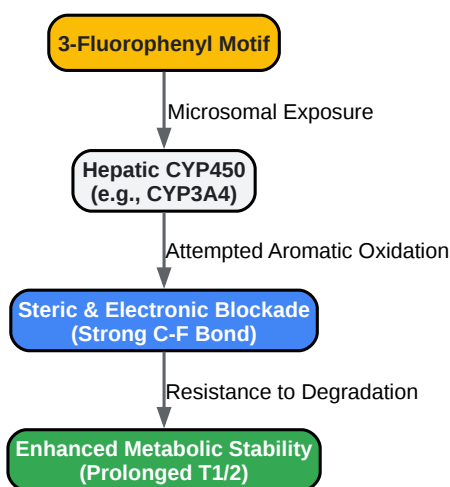 3-Fluorophenyl Motif
Microsomal Exposure
Hepatic CYP450
(e.g., CYP3A4)
Attempted Aromatic Oxidation
Steric & Electronic Blockade
(Strong C-F Bond)
Resistance to Degradation
Enhanced Metabolic Stability
(Prolonged T1/2)